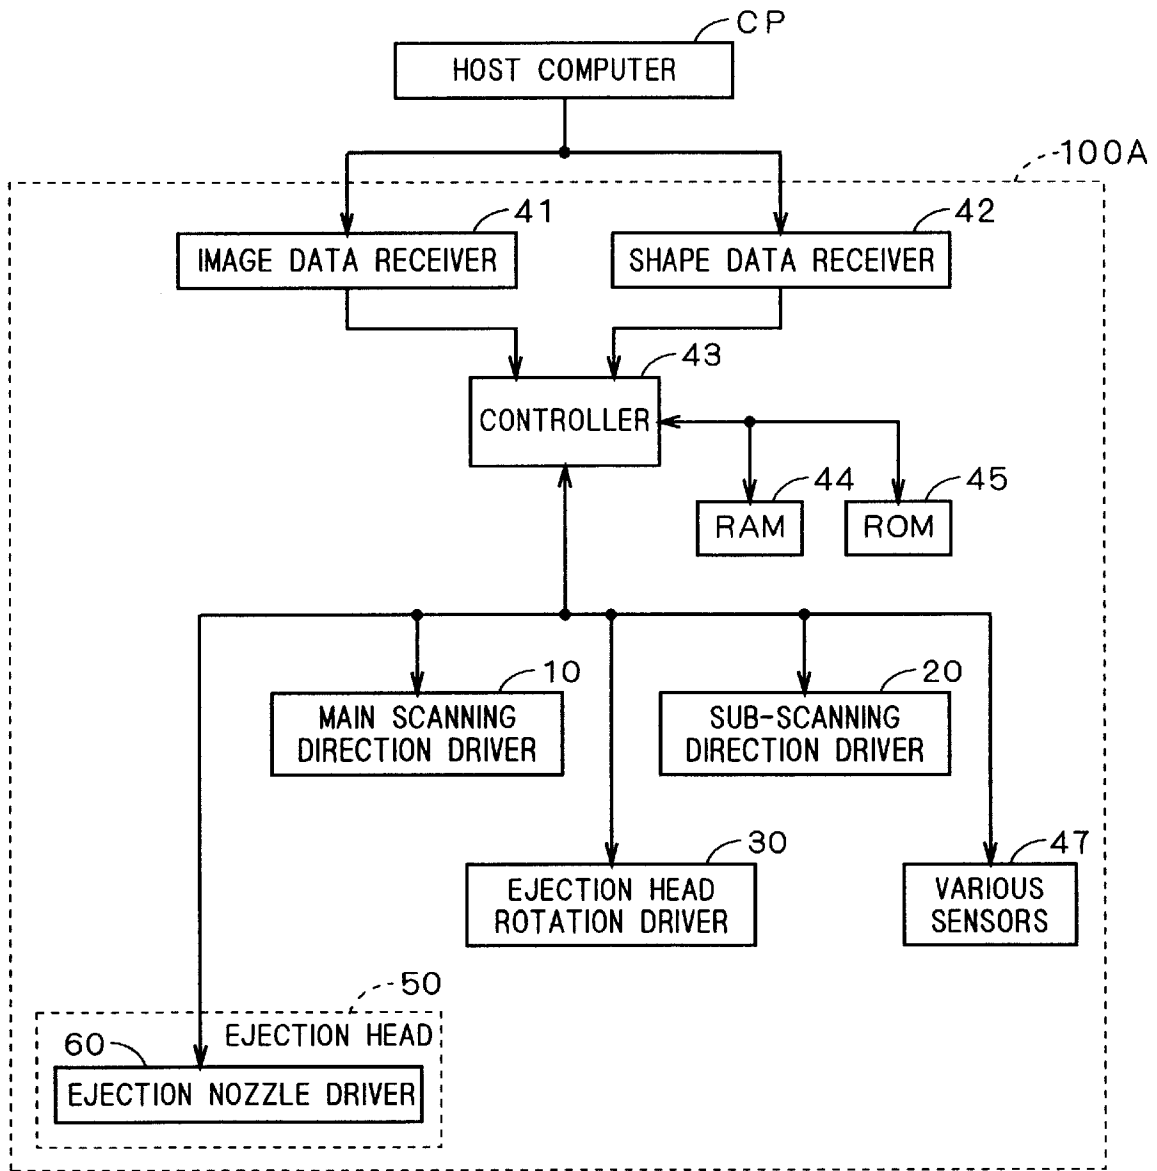 CP
HOST COMPUTER
100A
41
42
IMAGE DATA RECEIVER
SHAPE DATA RECEIVER
43
CONTROLLER
44
45
RAM
ROM
10
20
MAIN SCANNING
DIRECTION DRIVER
SUB-SCANNING
DIRECTION DRIVER
30
47
EJECTION HEAD
ROTATION DRIVER
VARIOUS
SENSORS
50
EJECTION HEAD
60
EJECTION NOZZLE DRIVER